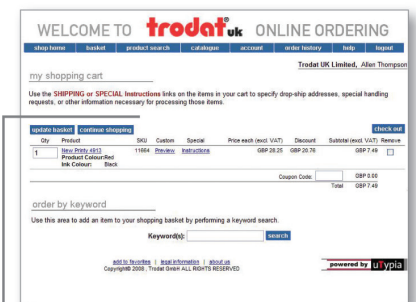 WELCOME TO trodat uk ONLINE ORDERING
shop home basket product search catalogue account order history help logout
Trodat UK Limited, Allen Thompson
my shopping cart
Use the SHIPPING or SPECIAL Instructions links on the items in your cart to specify drop-ship addresses, special handling
requests, or other information necessary for processing those items.
update basket continue shopping check out
Qty Product SKU Custom Special Price each (excl. VAT) Discount Subtotal (excl. VAT) Remove
1 New Printy 4913 11864 Preview Instructions GBP 28.25 GBP 20.76 GBP 7.49
Product Colour:Red
Ink Colour: Black
Coupon Code: GBP 0.00
Total GBP 7.49
order by keyword
Use this area to add an item to your shopping basket by performing a keyword search.
Keyword(s): search
add to favorites | legal information | about us
Copyright© 2008 , Trodat GmbH ALL RIGHTS RESERVED
powered by uTypia